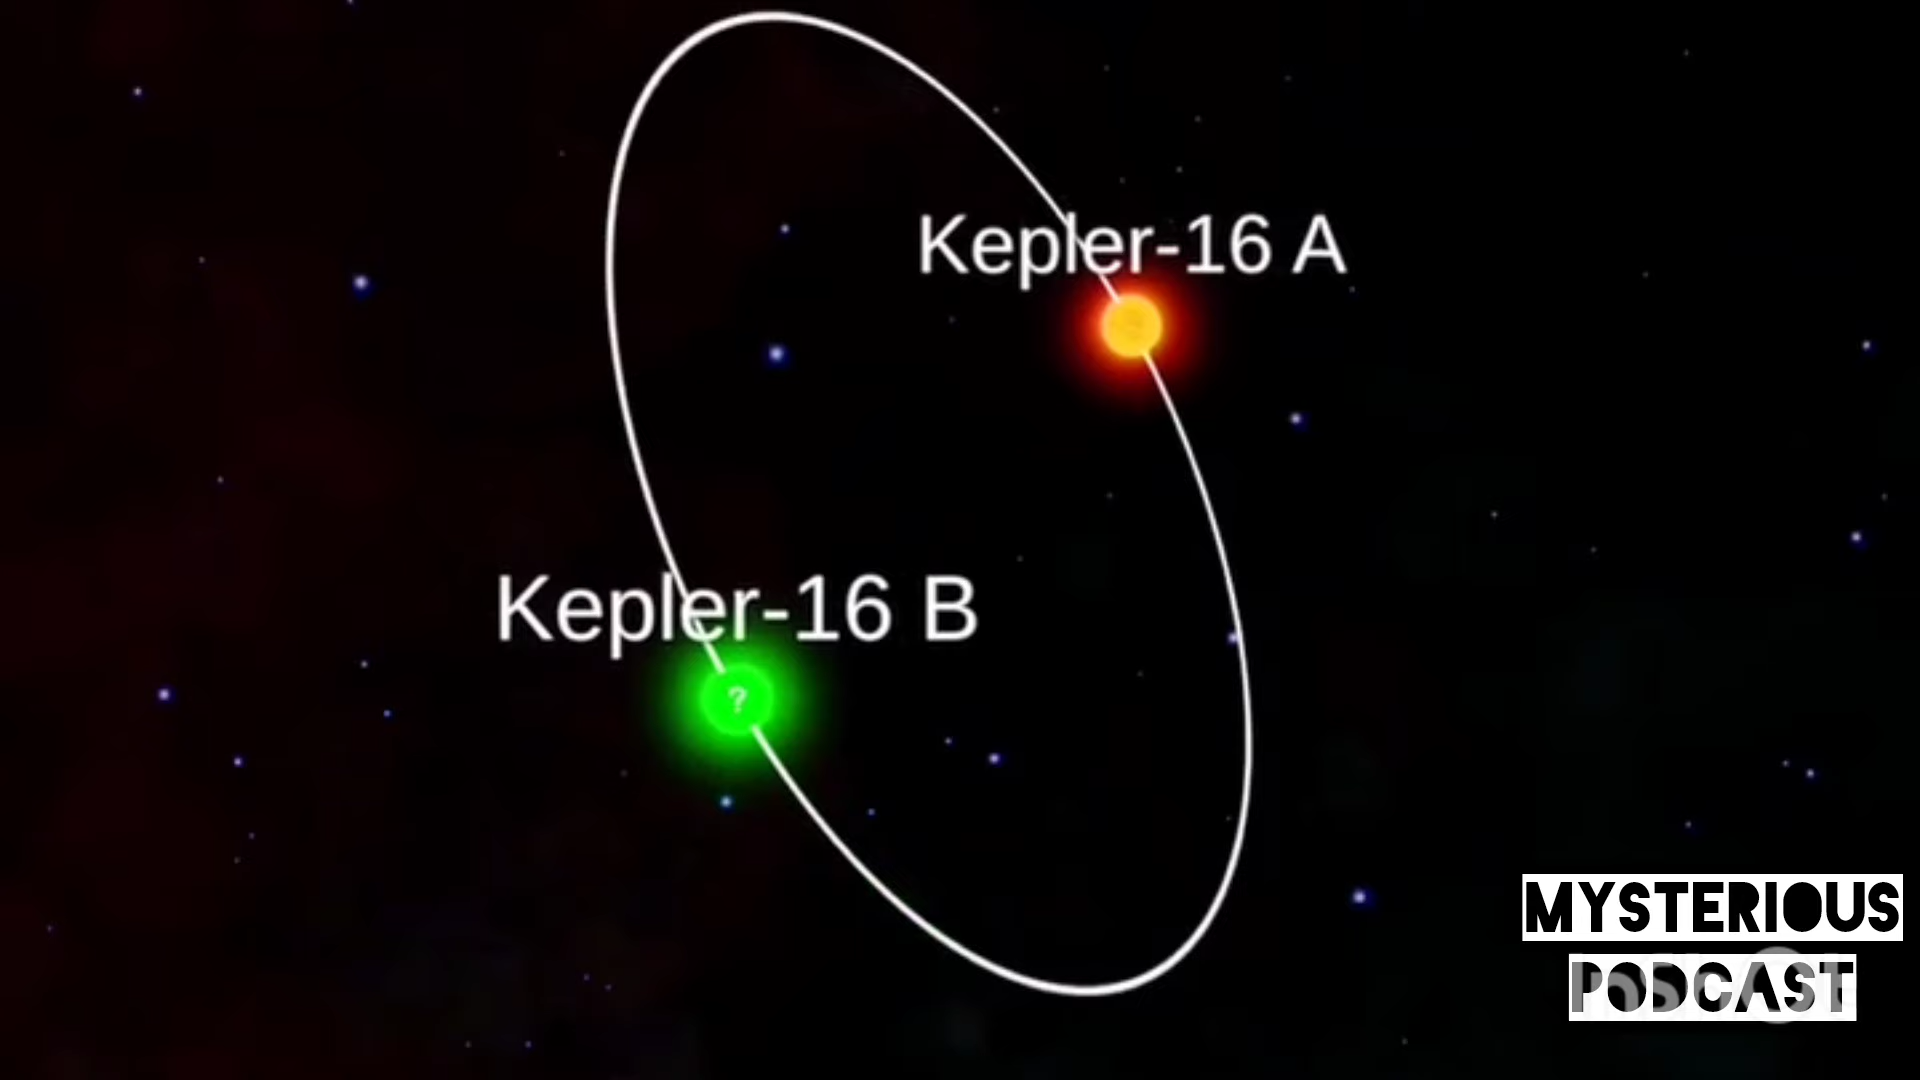 Kepler-16 A
Kepler-16 B
?
MYSTERIOUS
PODCAST